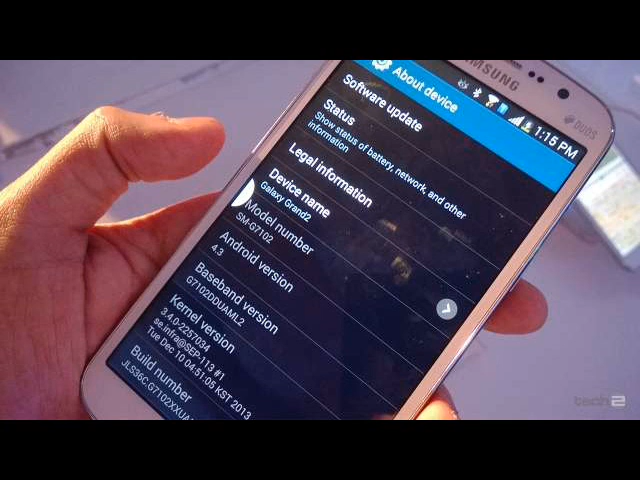 SAMSUNG
DUOS
1:15 PM
About device
Software update
Status
Show status of battery, network, and other
information
Legal information
Device name
Galaxy Grand2
Model number
SM-G7102
Android version
4.3
Baseband version
G7102DDUAML2
Kernel version
3.4.0-2257034
se.infra@SEP-113 #1
Tue Dec 10 04:51:05 KST 2013
Build number
JLS36C.G7102XXUA
tech2